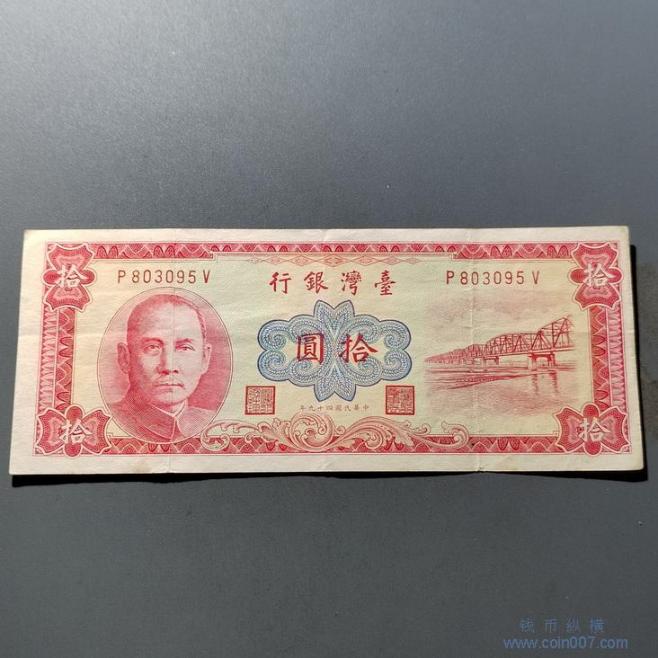 行銀灣臺
P803095V
P803095V
拾
拾
圓拾
年九十四國民華中
拾
拾
钱币纵横
www.coin007.com